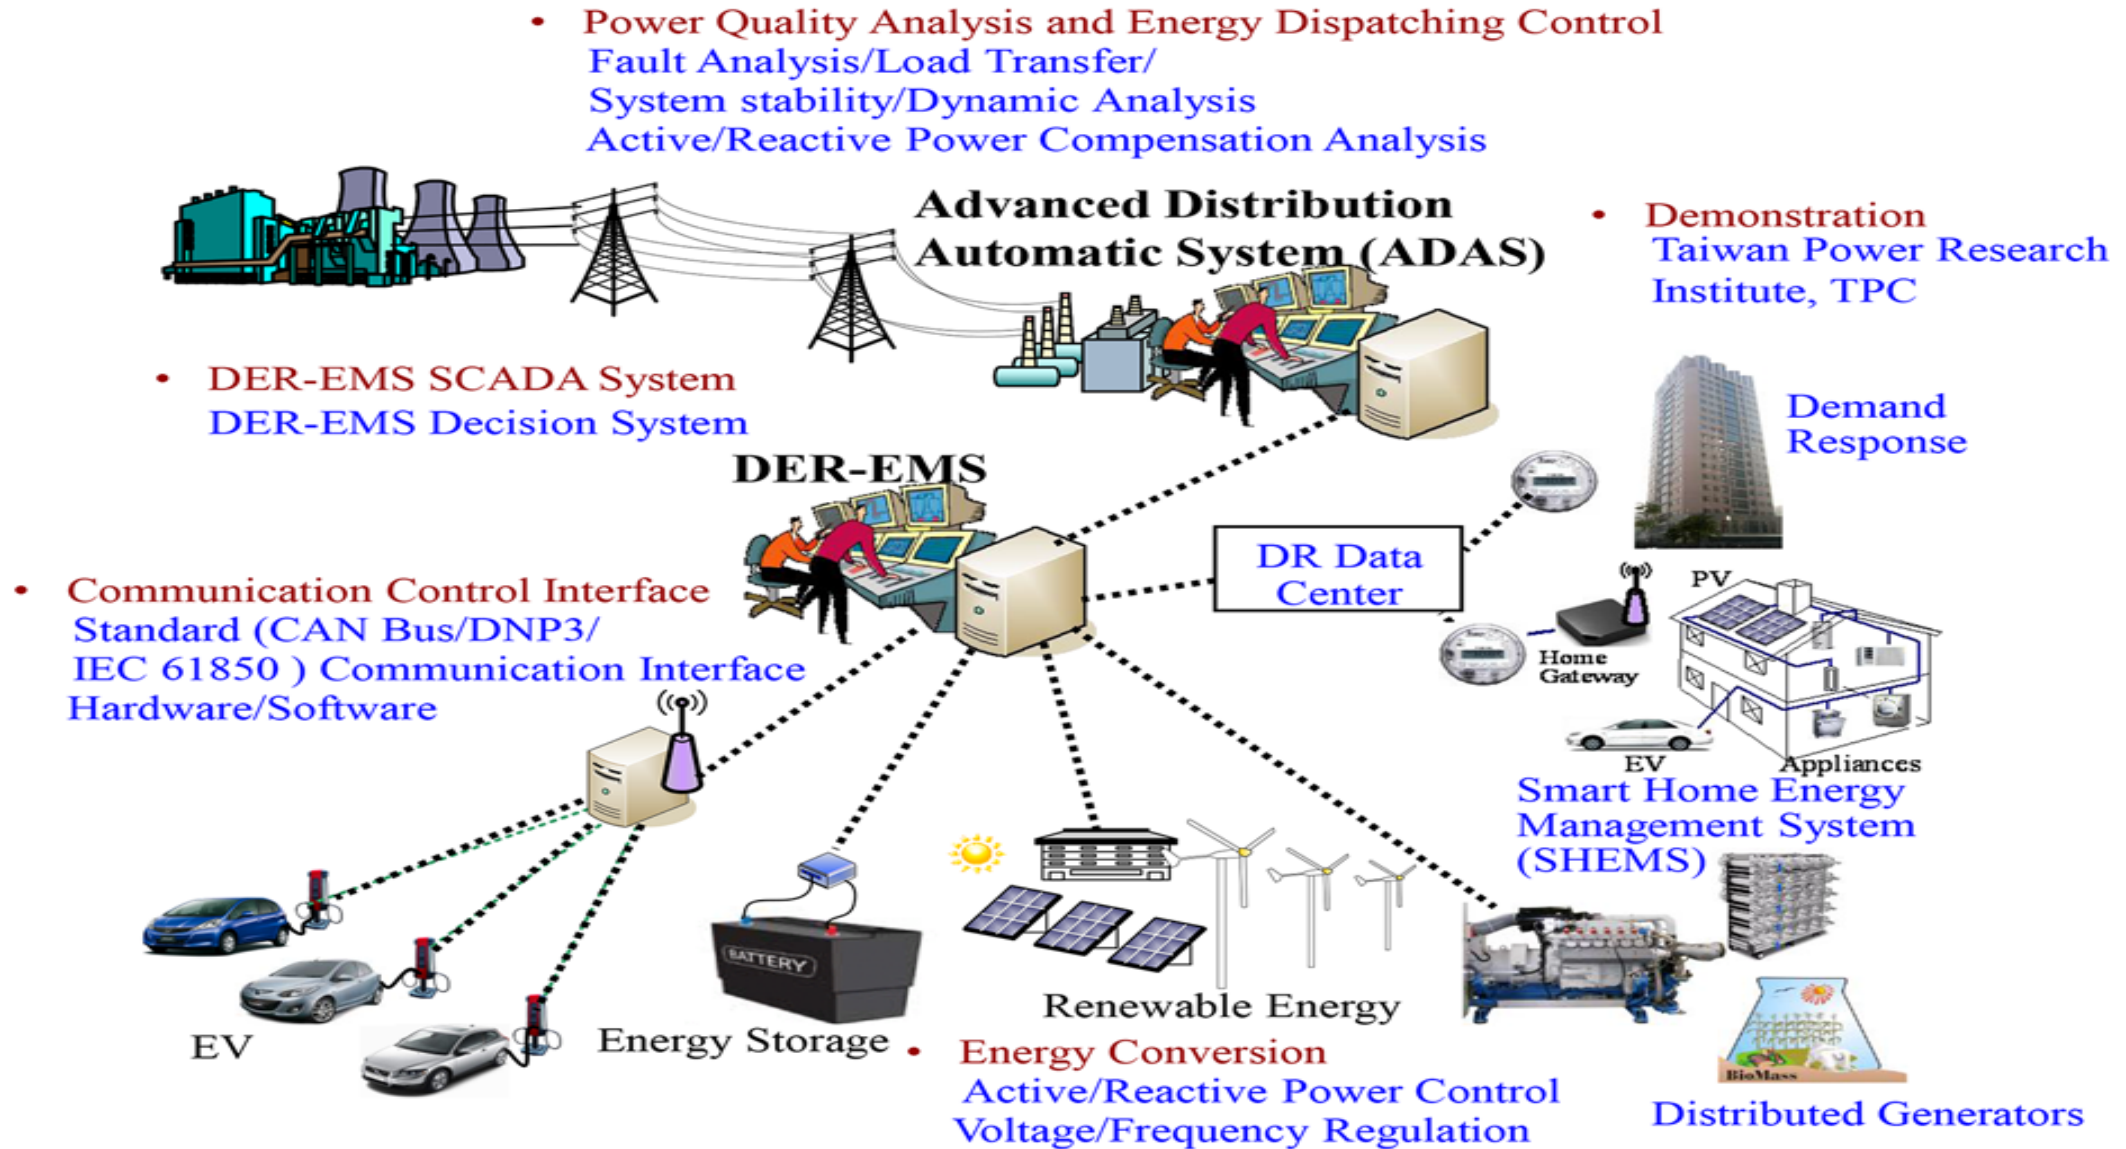 • Power Quality Analysis and Energy Dispatching Control
Fault Analysis/Load Transfer/
System stability/Dynamic Analysis
Active/Reactive Power Compensation Analysis
Advanced Distribution
Automatic System (ADAS)
• Demonstration
Taiwan Power Research
Institute, TPC
• DER-EMS SCADA System
DER-EMS Decision System
Demand
Response
DER-EMS
DR Data
Center
• Communication Control Interface
Standard (CAN Bus/DNP3/
IEC 61850 ) Communication Interface
Hardware/Software
PV
Home
Gateway
EV
Appliances
Smart Home Energy
Management System
(SHEMS)
BATTERY
EV
Energy Storage
Renewable Energy
• Energy Conversion
Active/Reactive Power Control
Voltage/Frequency Regulation
BioMass
Distributed Generators